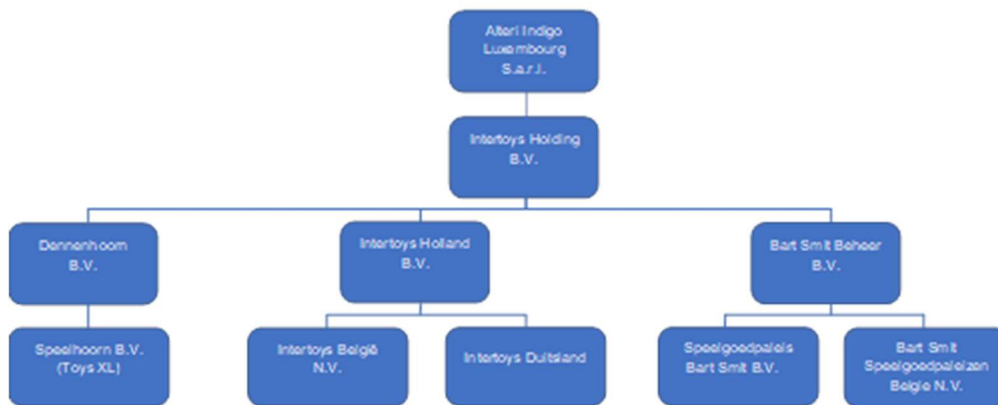 Alteri Indigo
Luxembourg
S.a.r.l.
Intertoys Holding
B.V.
Dennenhoorn
B.V.
Intertoys Holland
B.V.
Bart Smit Beheer
B.V.
Speelhoorn B.V.
(Toys XL)
Intertoys België
N.V.
Intertoys Duitsland
Speelgoedpaleis
Bart Smit B.V.
Bart Smit
Speelgoedpaleizen
Belgie N.V.